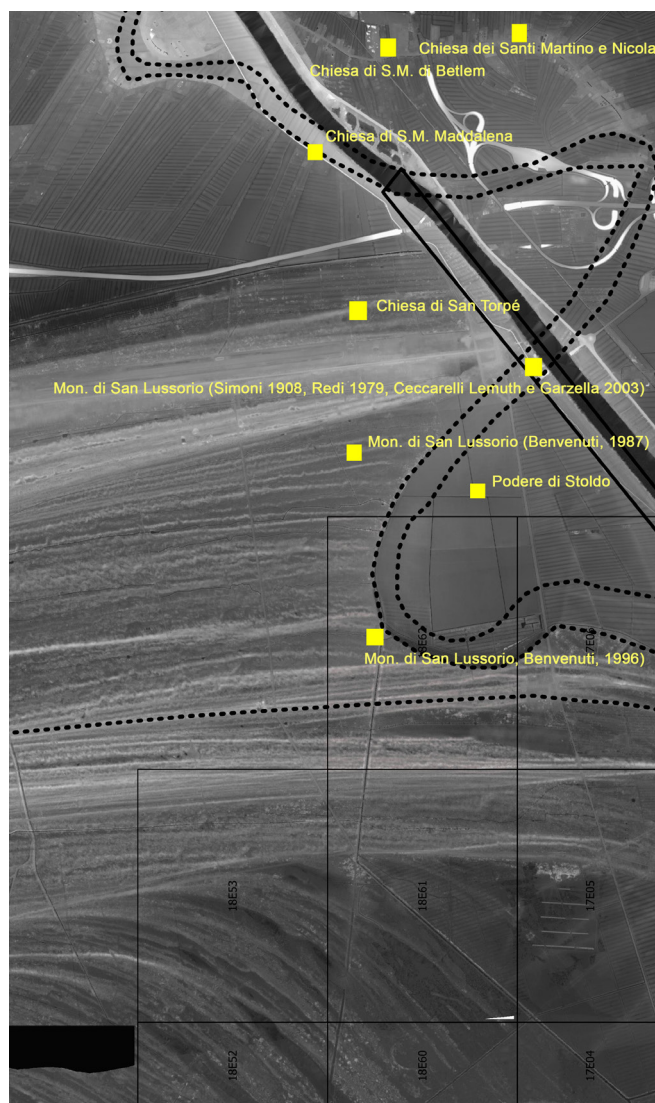 Chiesa dei Santi Martino e Nicola
Chiesa di S.M. di Betlem
Chiesa di S.M. Maddalena
Chiesa di San Torpé
Mon. di San Lussorio (Simoni 1908, Redi 1979, Ceccarelli Lemuth e Garzella 2003)
Mon. di San Lussorio (Benvenuti, 1987)
Podere di Stoldo
18E62
17E06
Mon. di San Lussorio, Benvenuti, 1996)
18E53
18E61
17E05
18E52
18E60
17E04